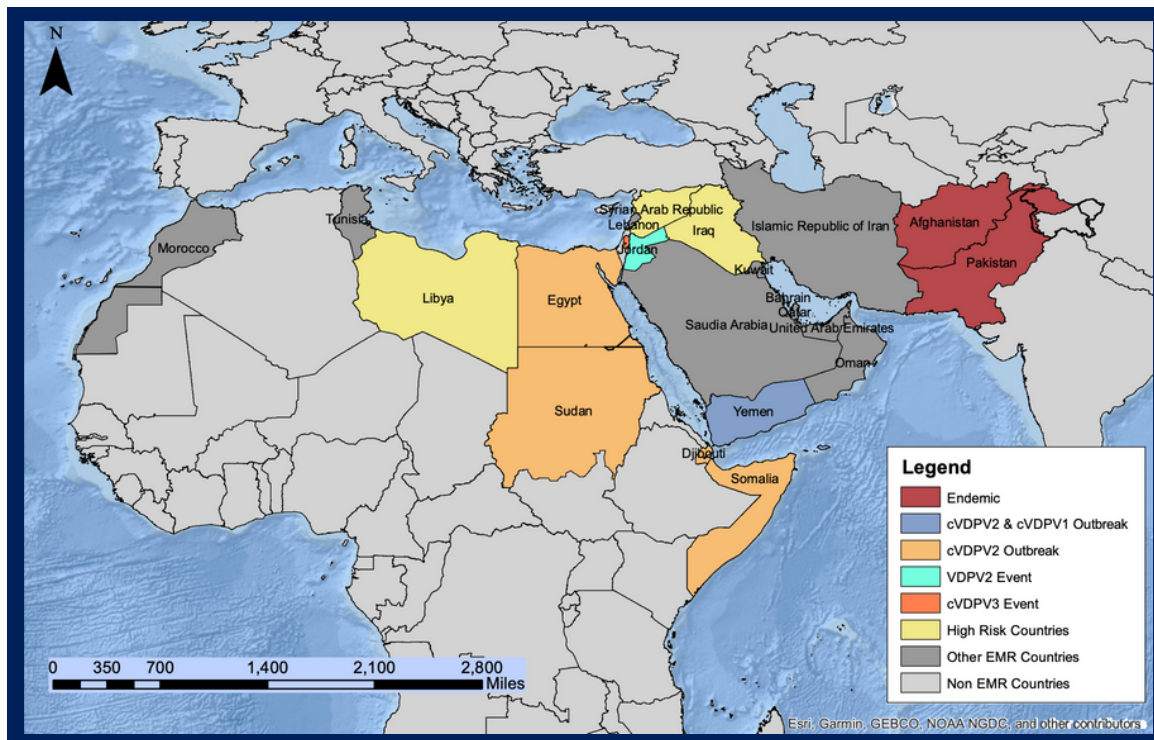 N
Tunisia
Morocco
Libya
Egypt
Sudan
Syrian Arab Republic
Lebanon
Iraq
Jordan
Islamic Republic of Iran
Afghanistan
Pakistan
Kuwait
Bahrain
Qatar
Saudia Arabia
United Arab Emirates
Oman
Yemen
Djibouti
Somalia
Legend
Endemic
cVDPV2 & cVDPV1 Outbreak
cVDPV2 Outbreak
VDPV2 Event
cVDPV3 Event
High Risk Countries
Other EMR Countries
Non EMR Countries
0 350 700 1,400 2,100 2,800
Miles
Esri, Garmin, GEBCO, NOAA NGDC, and other contributors